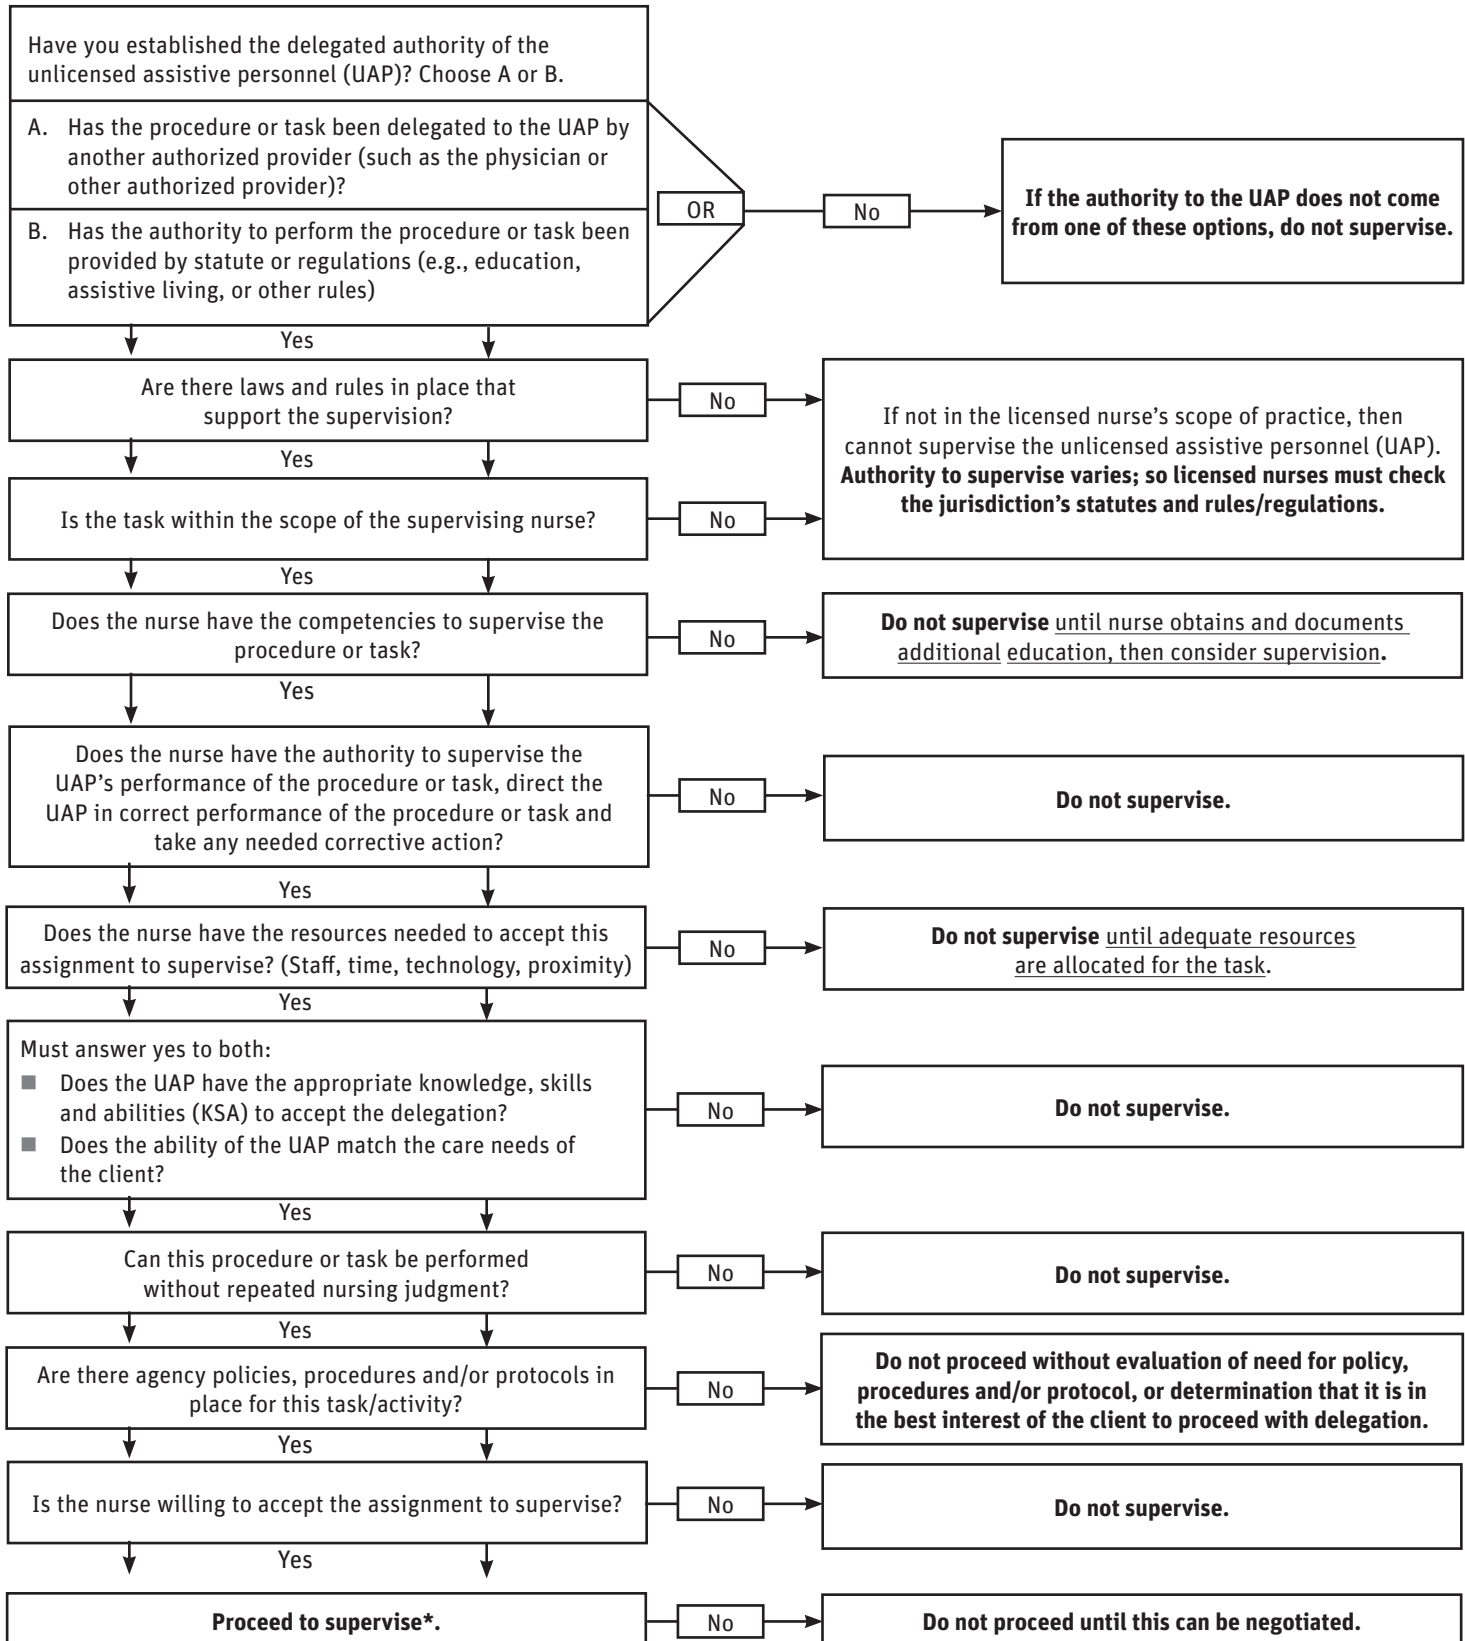 Have you established the delegated authority of the
unlicensed assistive personnel (UAP)? Choose A or B.
A. Has the procedure or task been delegated to the UAP by
another authorized provider (such as the physician or
other authorized provider)?
B. Has the authority to perform the procedure or task been
provided by statute or regulations (e.g., education,
assistive living, or other rules)
OR
No
If the authority to the UAP does not come
from one of these options, do not supervise.
Yes
Are there laws and rules in place that
support the supervision?
No
If not in the licensed nurse’s scope of practice, then
cannot supervise the unlicensed assistive personnel (UAP).
Authority to supervise varies; so licensed nurses must check
the jurisdiction’s statutes and rules/regulations.
Yes
Is the task within the scope of the supervising nurse?
No
Yes
Does the nurse have the competencies to supervise the
procedure or task?
No
Do not supervise until nurse obtains and documents
additional education, then consider supervision.
Yes
Does the nurse have the authority to supervise the
UAP’s performance of the procedure or task, direct the
UAP in correct performance of the procedure or task and
take any needed corrective action?
No
Do not supervise.
Yes
Does the nurse have the resources needed to accept this
assignment to supervise? (Staff, time, technology, proximity)
No
Do not supervise until adequate resources
are allocated for the task.
Yes
Must answer yes to both:
■ Does the UAP have the appropriate knowledge, skills
and abilities (KSA) to accept the delegation?
■ Does the ability of the UAP match the care needs of
the client?
No
Do not supervise.
Yes
Can this procedure or task be performed
without repeated nursing judgment?
No
Do not supervise.
Yes
Are there agency policies, procedures and/or protocols in
place for this task/activity?
No
Do not proceed without evaluation of need for policy,
procedures and/or protocol, or determination that it is in
the best interest of the client to proceed with delegation.
Yes
Is the nurse willing to accept the assignment to supervise?
No
Do not supervise.
Yes
Proceed to supervise*.
No
Do not proceed until this can be negotiated.